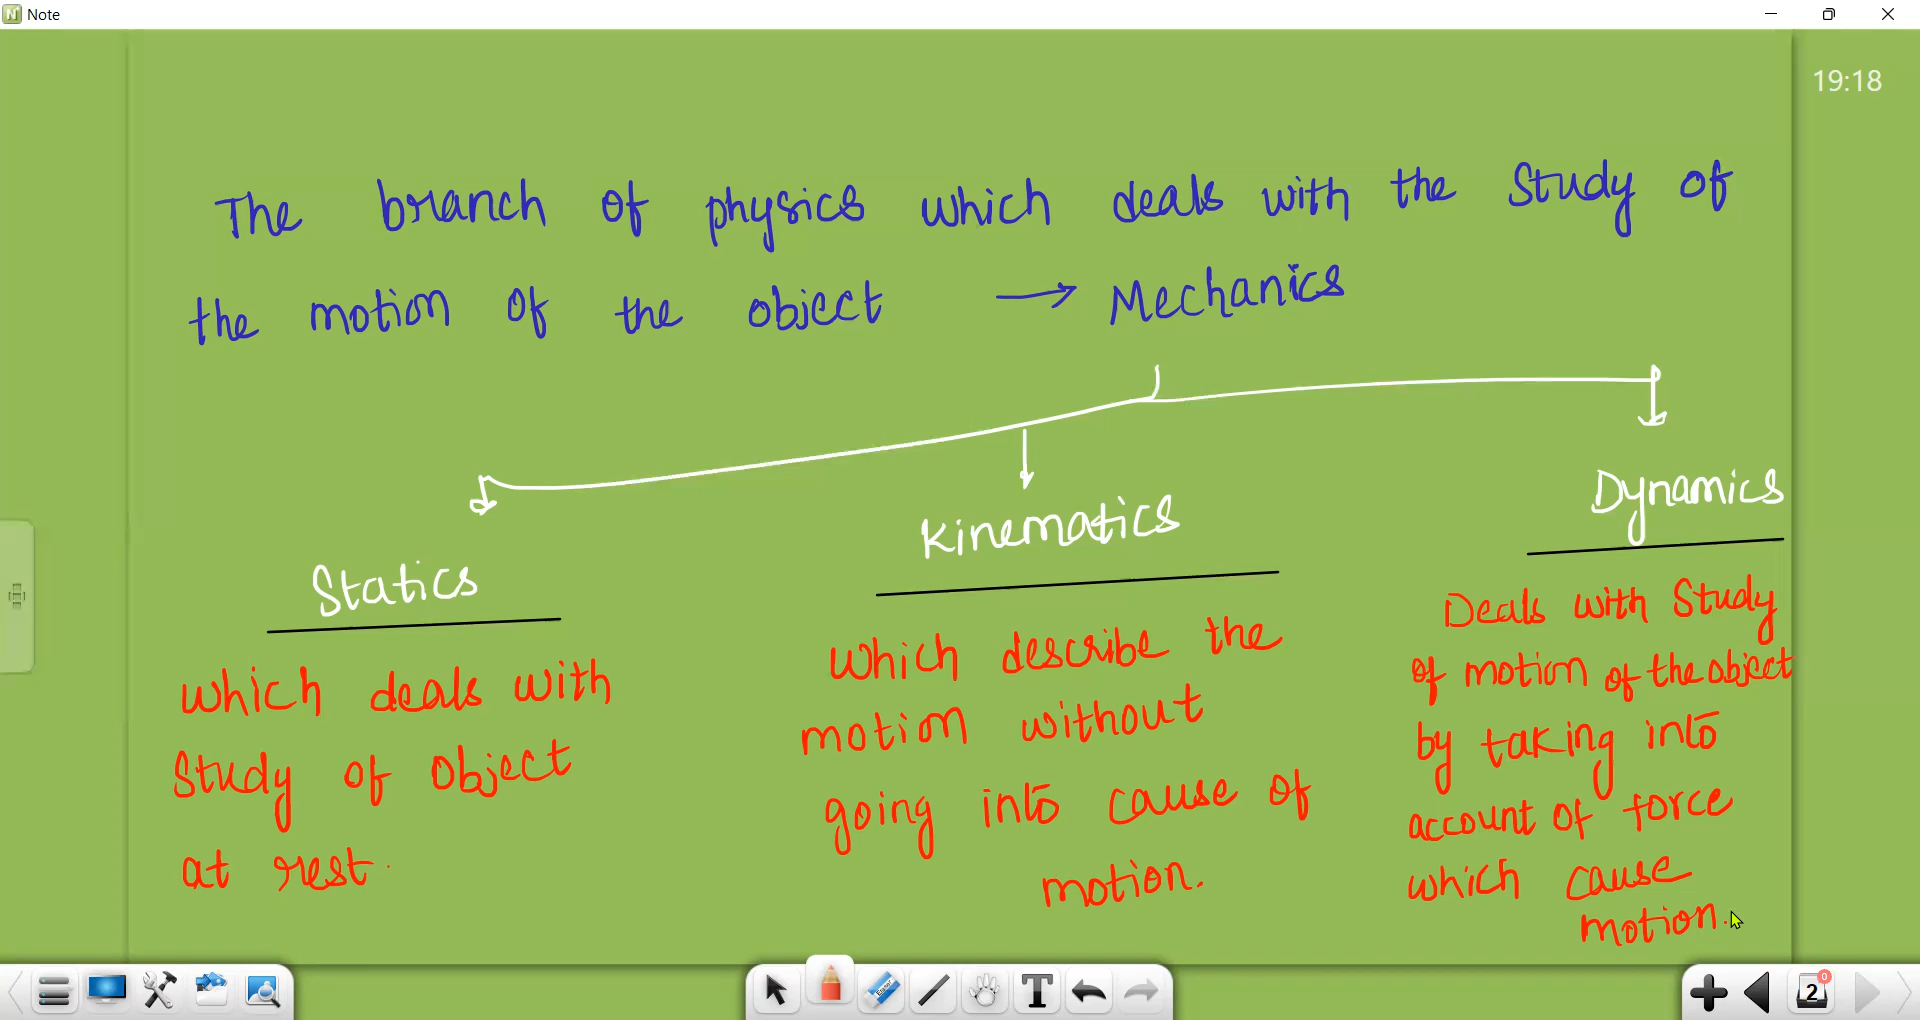 Note
19:18
The branch of physics which deals with the study of
the motion of the object → Mechanics
Statics
which deals with
study of object
at rest.
Kinematics
which describe the
motion without
going into cause of
motion.
Dynamics
Deals with study
of motion of the object
by taking into
account of force
which cause
motion.
T
2
0